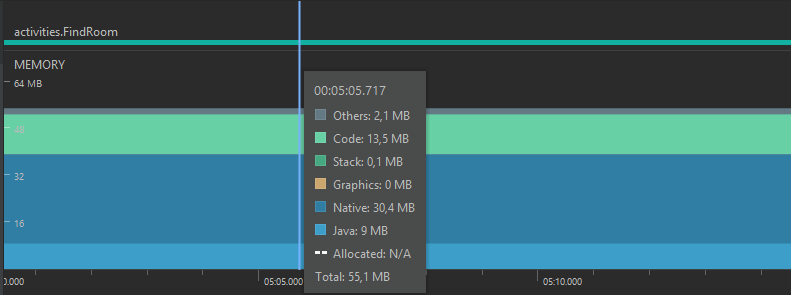 activities.FindRoom
MEMORY
64 MB
48
32
16
00:05:05.717
Others: 2,1 MB
Code: 13,5 MB
Stack: 0,1 MB
Graphics: 0 MB
Native: 30,4 MB
Java: 9 MB
Allocated: N/A
Total: 55,1 MB
0.000
05:05.000
05:10.000